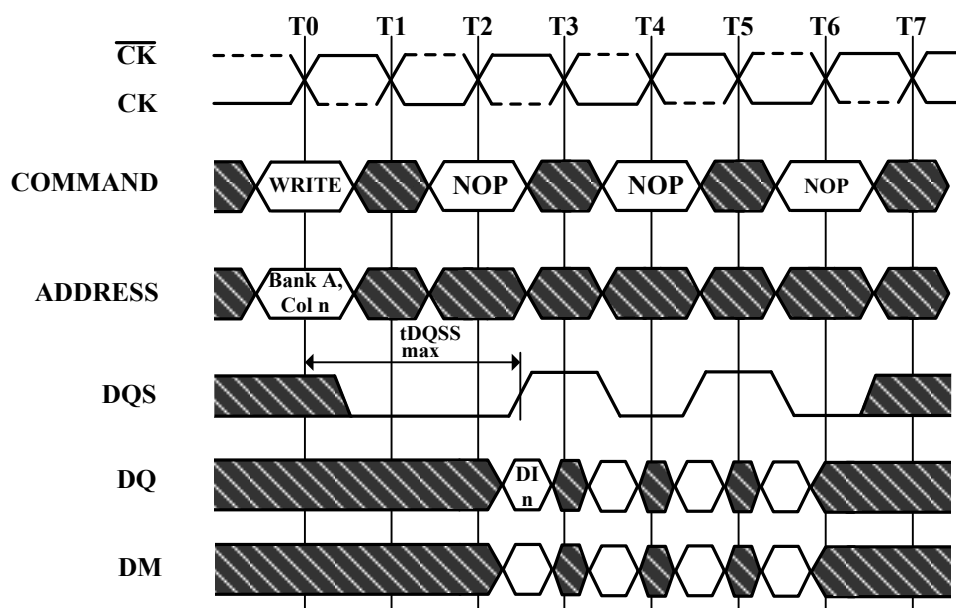 T0 T1 T2 T3 T4 T5 T6 T7
CK
CK
COMMAND WRITE NOP NOP NOP
ADDRESS Bank A,
Col n
tDQSS
max
DQS
DQ DI
n
DM